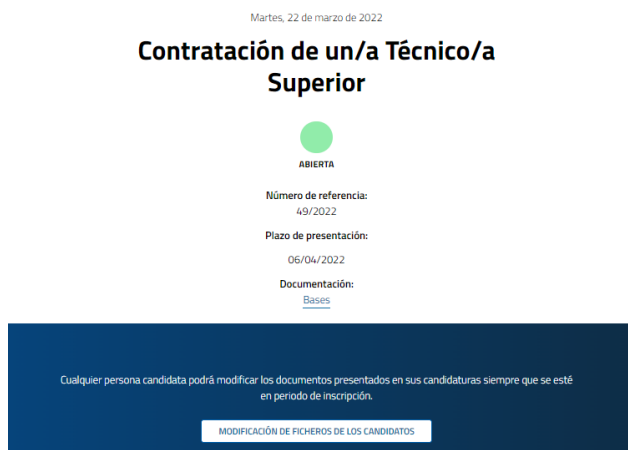 Martes, 22 de marzo de 2022
Contratación de un/a Técnico/a
Superior
ABIERTA
Número de referencia:
49/2022
Plazo de presentación:
06/04/2022
Documentación:
Bases
Cualquier persona candidata podrá modificar los documentos presentados en sus candidaturas siempre que se esté
en periodo de inscripción.
MODIFICACIÓN DE FICHEROS DE LOS CANDIDATOS